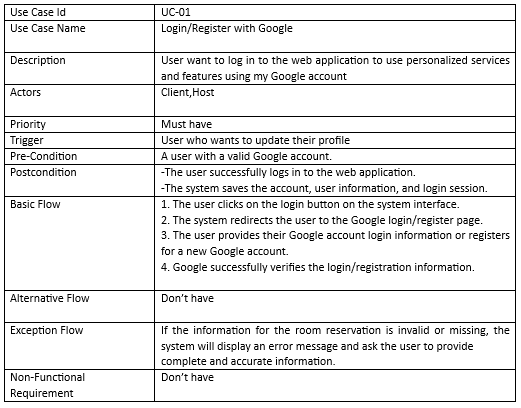 Use Case Id UC-01
Use Case Name Login/Register with Google
Description User want to log in to the web application to use personalized services
and features using my Google account
Actors Client,Host
Priority Must have
Trigger User who wants to update their profile
Pre-Condition A user with a valid Google account.
Postcondition -The user successfully logs in to the web application.
-The system saves the account, user information, and login session.
Basic Flow 1. The user clicks on the login button on the system interface.
2. The system redirects the user to the Google login/register page.
3. The user provides their Google account login information or registers
for a new Google account.
4. Google successfully verifies the login/registration information.
Alternative Flow Don't have
Exception Flow If the information for the room reservation is invalid or missing, the
system will display an error message and ask the user to provide
complete and accurate information.
Non-Functional Don't have
Requirement